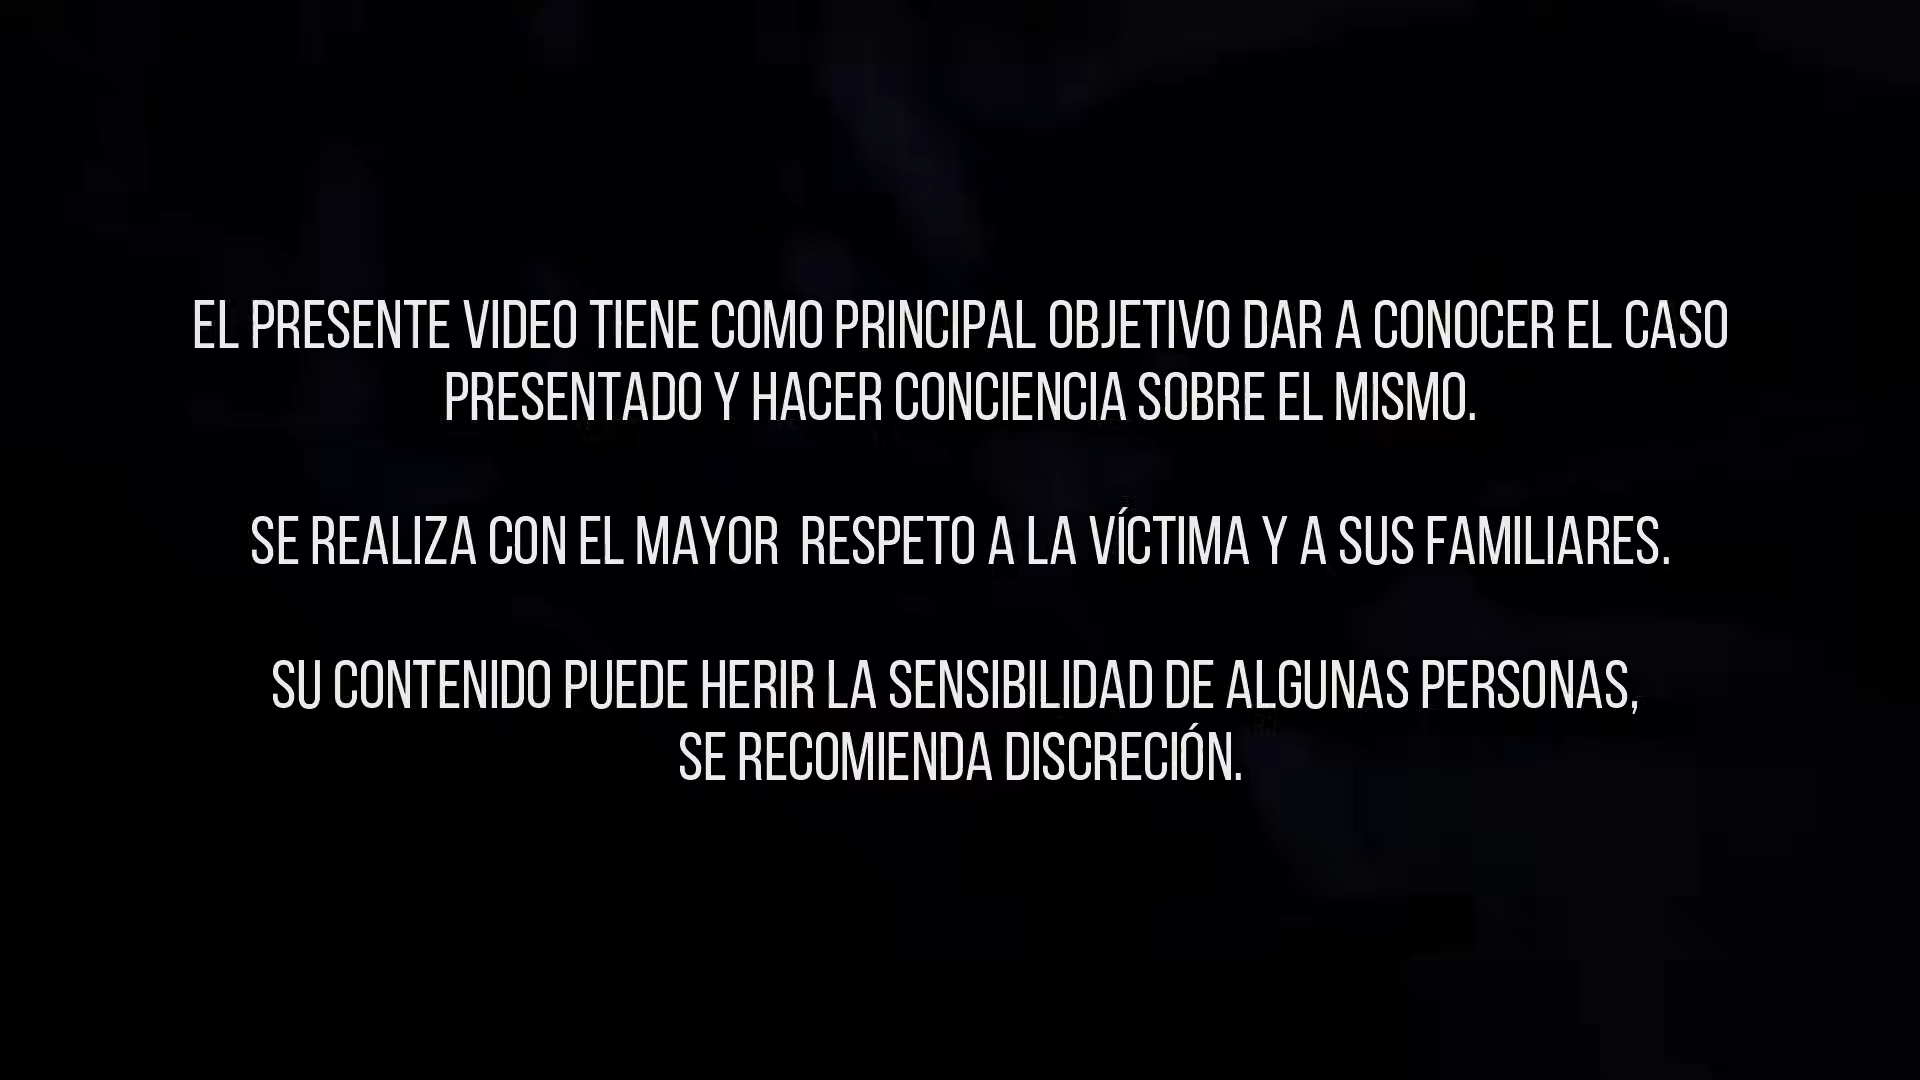 EL PRESENTE VIDEO TIENE COMO PRINCIPAL OBJETIVO DAR A CONOCER EL CASO
PRESENTADO Y HACER CONCIENCIA SOBRE EL MISMO.
SE REALIZA CON EL MAYOR RESPETO A LA VÍCTIMA Y A SUS FAMILIARES.
SU CONTENIDO PUEDE HERIR LA SENSIBILIDAD DE ALGUNAS PERSONAS,
SE RECOMIENDA DISCRECIÓN.